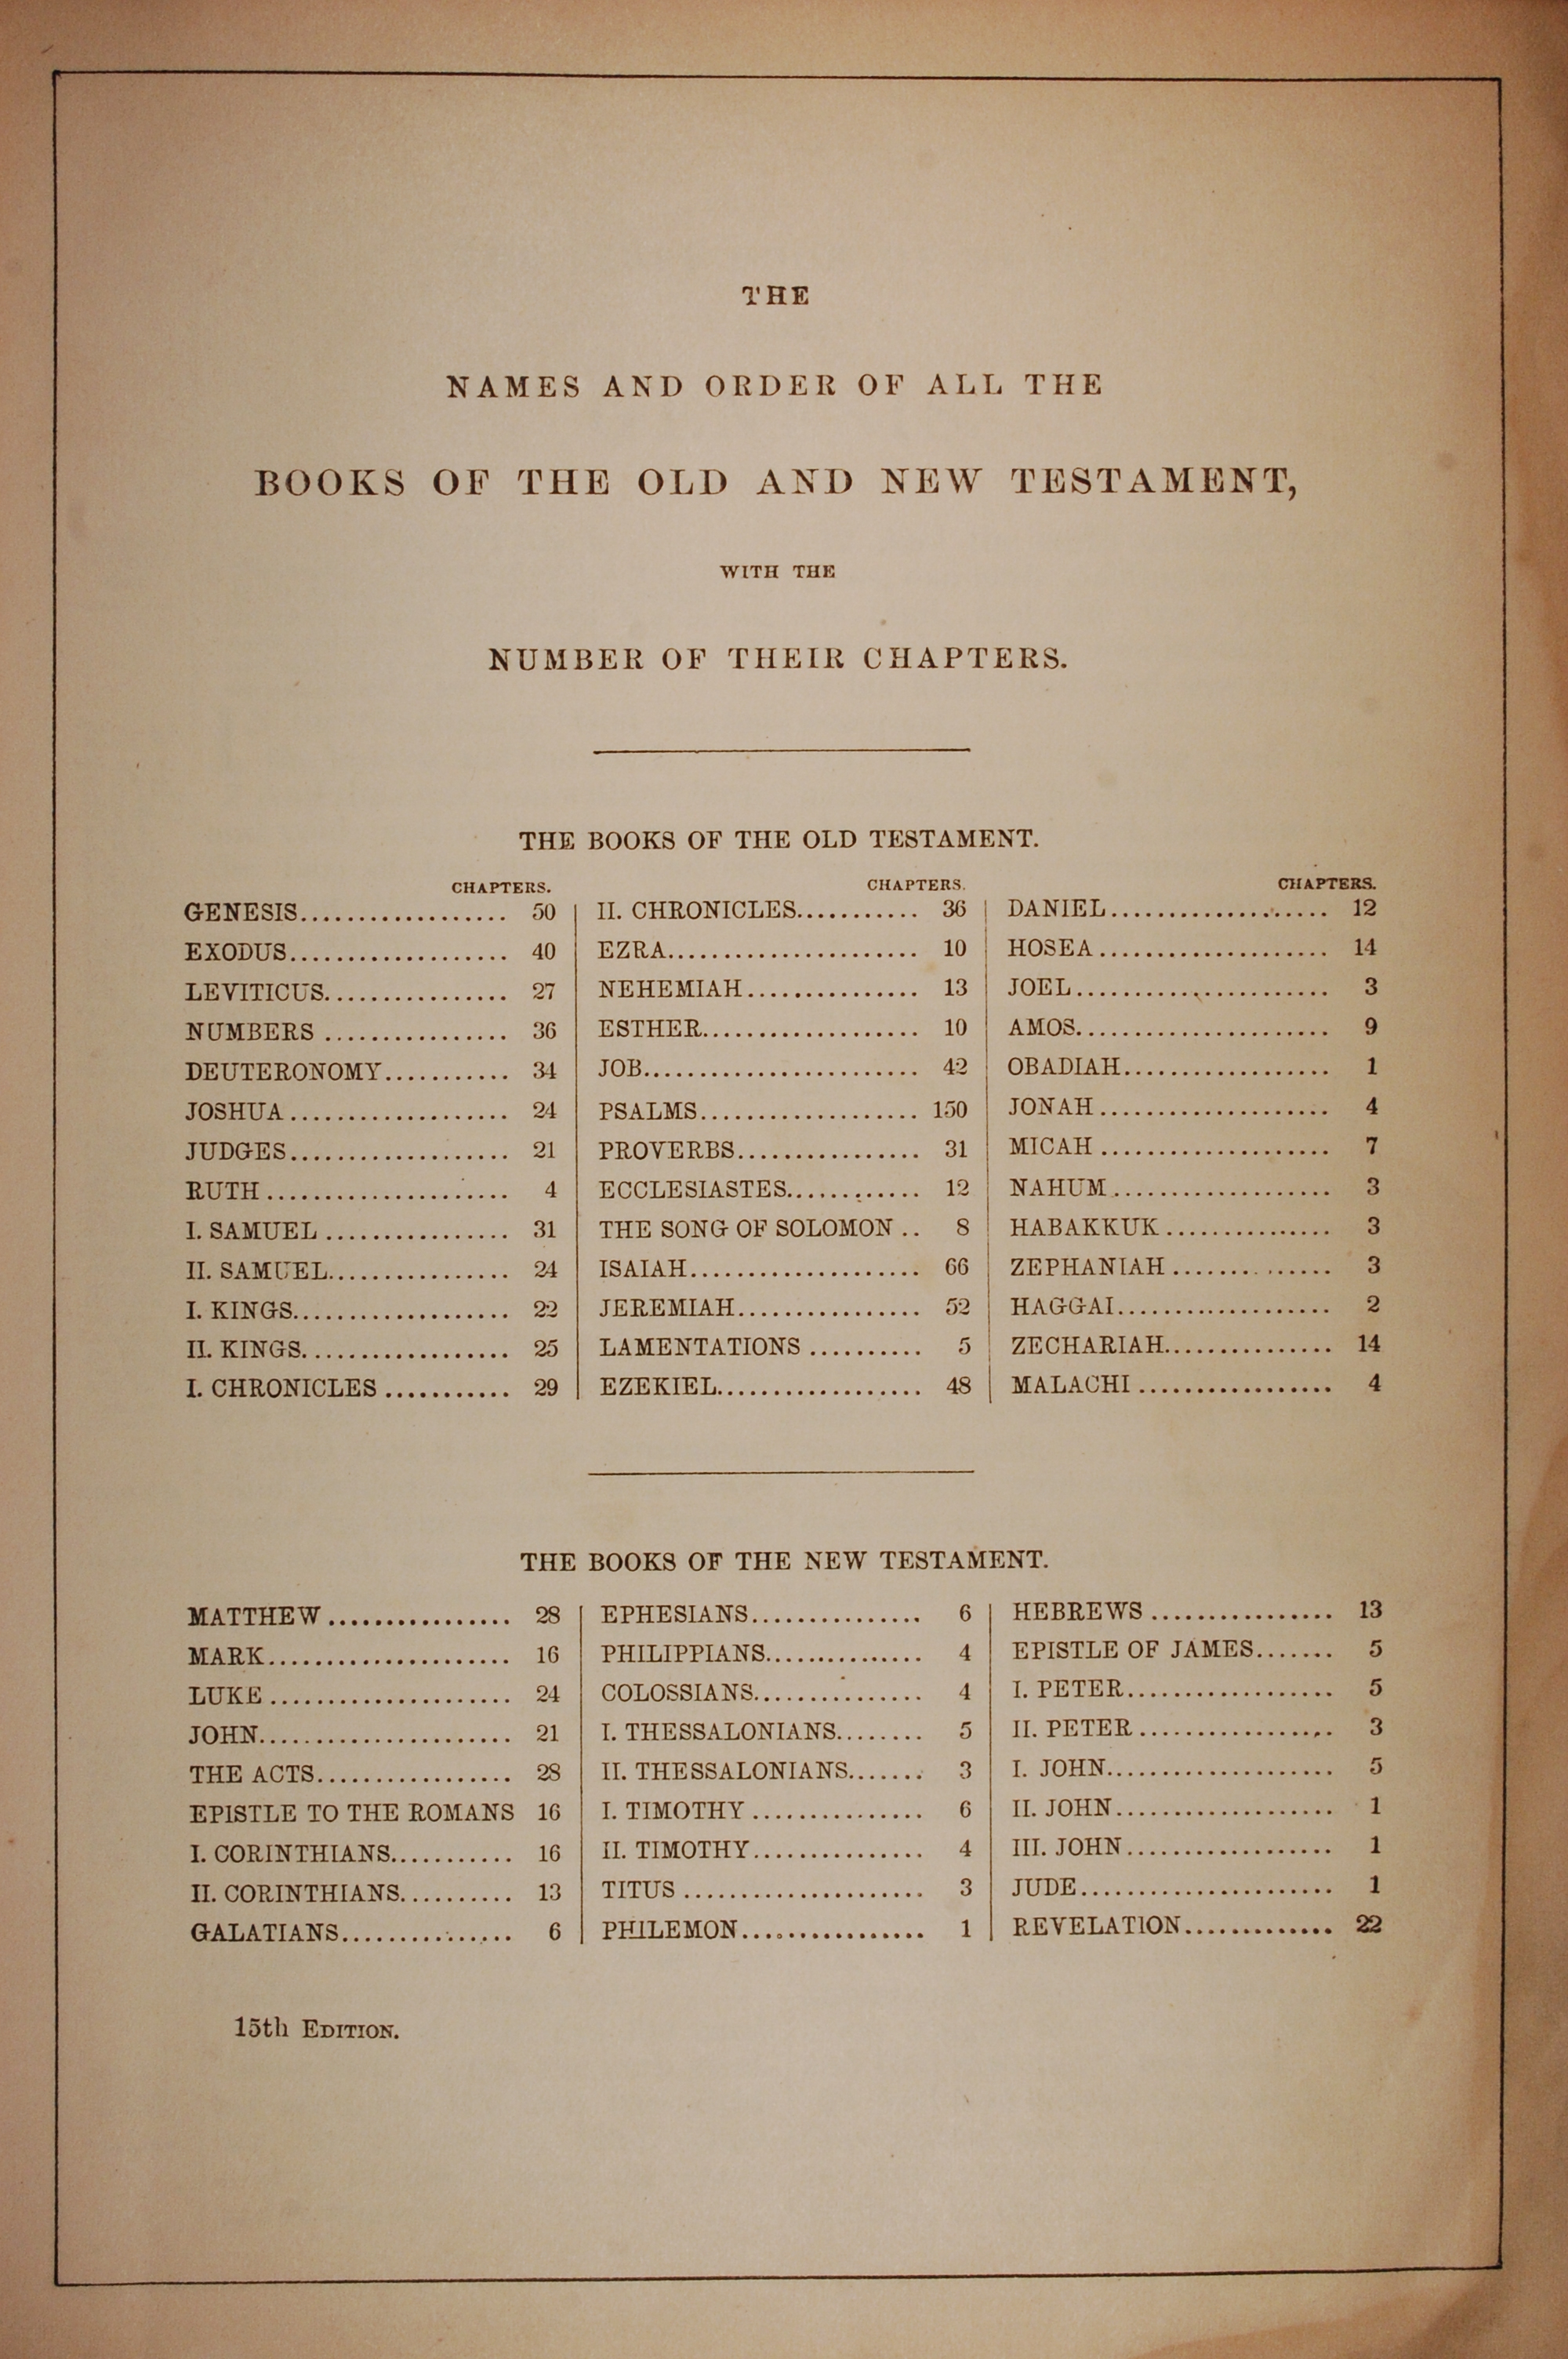 THE
NAMES AND ORDER OF ALL THE
BOOKS OF THE OLD AND NEW TESTAMENT,
WITH THE
NUMBER OF THEIR CHAPTERS.
THE BOOKS OF THE OLD TESTAMENT.
CHAPTERS.
GENESIS.................. 50
EXODUS................... 40
LEVITICUS................ 27
NUMBERS ................ 36
DEUTERONOMY........... 34
JOSHUA ................... 24
JUDGES................... 21
RUTH ..................... 4
I. SAMUEL ................ 31
II. SAMUEL................ 24
I. KINGS................... 22
II. KINGS.................. 25
I. CHRONICLES ........... 29
CHAPTERS.
II. CHRONICLES........... 36
EZRA...................... 10
NEHEMIAH............... 13
ESTHER................... 10
JOB........................ 42
PSALMS................... 150
PROVERBS................ 31
ECCLESIASTES............ 12
THE SONG OF SOLOMON .. 8
ISAIAH.................... 66
JEREMIAH................ 52
LAMENTATIONS .......... 5
EZEKIEL.................. 48
CHAPTERS.
DANIEL................... 12
HOSEA .................... 14
JOEL...................... 3
AMOS...................... 9
OBADIAH.................. 1
JONAH .................... 4
MICAH .................... 7
NAHUM................... 3
HABAKKUK ............... 3
ZEPHANIAH .............. 3
HAGGAI................... 2
ZECHARIAH............... 14
MALACHI ................. 4
THE BOOKS OF THE NEW TESTAMENT.
MATTHEW ................ 28
MARK..................... 16
LUKE ..................... 24
JOHN...................... 21
THE ACTS................. 28
EPISTLE TO THE ROMANS 16
I. CORINTHIANS........... 16
II. CORINTHIANS.......... 13
GALATIANS............... 6
EPHESIANS............... 6
PHILIPPIANS.............. 4
COLOSSIANS............... 4
I. THESSALONIANS........ 5
II. THESSALONIANS....... 3
I. TIMOTHY ............... 6
II. TIMOTHY............... 4
TITUS ..................... 3
PHILEMON................ 1
HEBREWS ................ 13
EPISTLE OF JAMES....... 5
I. PETER.................. 5
II. PETER ................. 3
I. JOHN.................... 5
II. JOHN................... 1
III. JOHN.................. 1
JUDE...................... 1
REVELATION............. 22
15th EDITION.